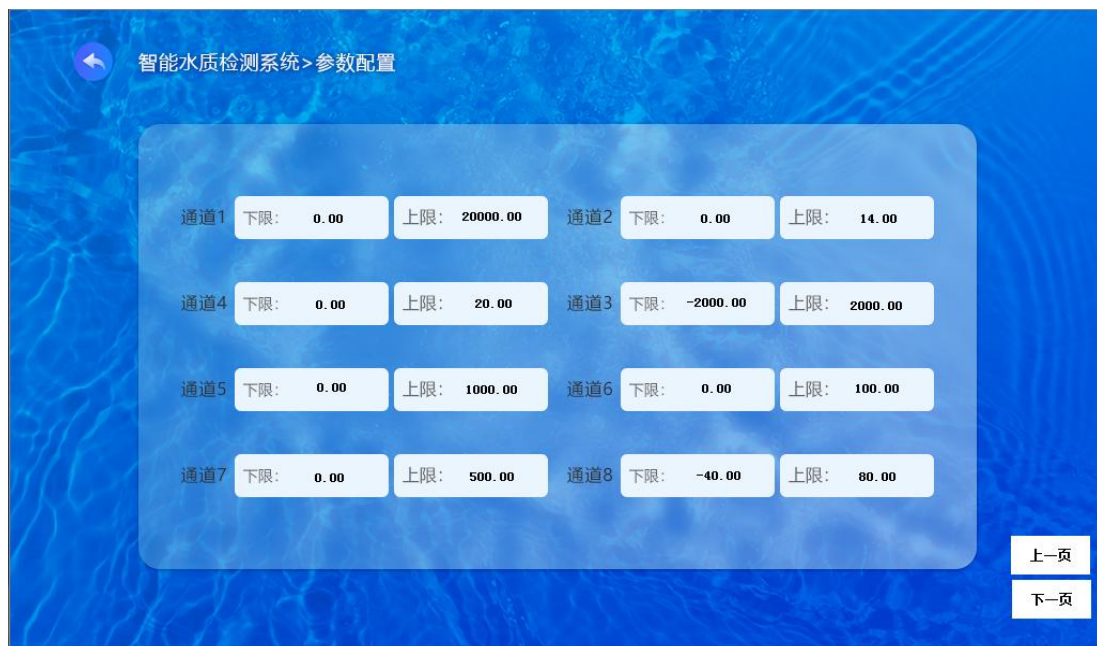 智能水质检测系统>参数配置
通道1 下限： 0.00 上限： 20000.00 通道2 下限： 0.00 上限： 14.00
通道4 下限： 0.00 上限： 20.00 通道3 下限： -2000.00 上限： 2000.00
通道5 下限： 0.00 上限： 1000.00 通道6 下限： 0.00 上限： 100.00
通道7 下限： 0.00 上限： 500.00 通道8 下限： -40.00 上限： 80.00
上一页
下一页